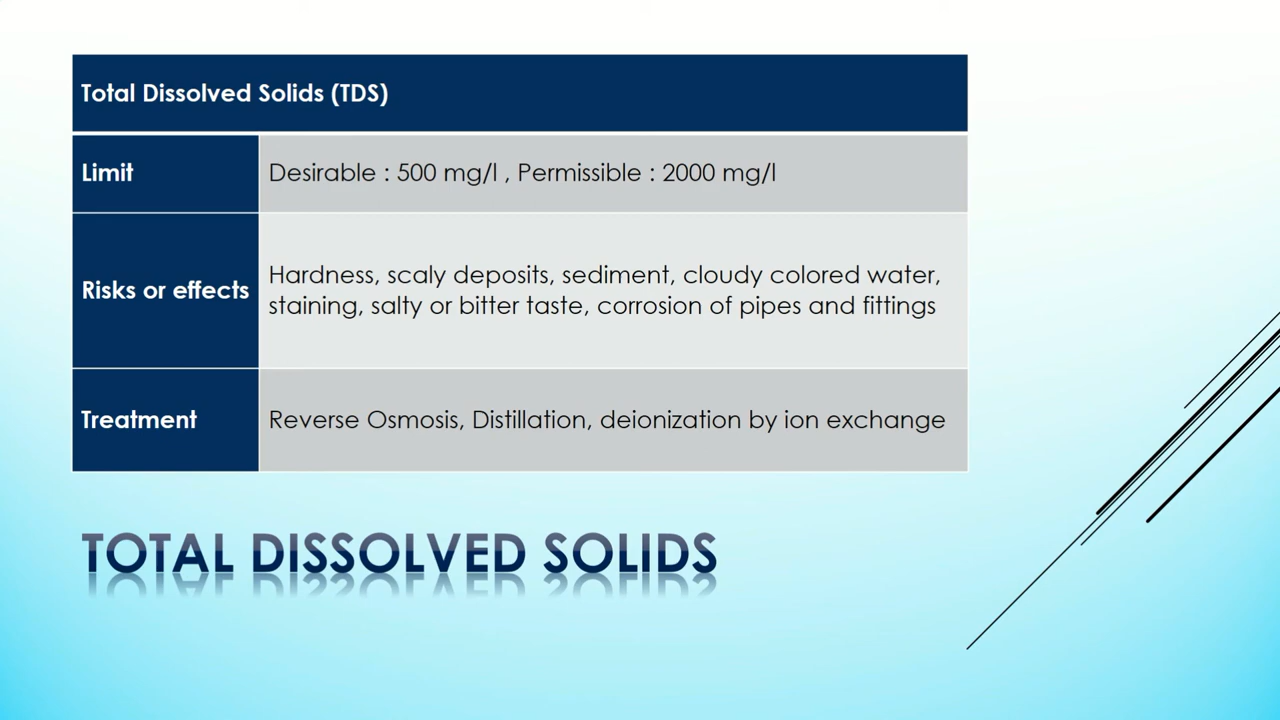 Total Dissolved Solids (TDS)
Limit
Desirable : 500 mg/l , Permissible : 2000 mg/l
Risks or effects
Hardness, scaly deposits, sediment, cloudy colored water,
staining, salty or bitter taste, corrosion of pipes and fittings
Treatment
Reverse Osmosis, Distillation, deionization by ion exchange
TOTAL DISSOLVED SOLIDS